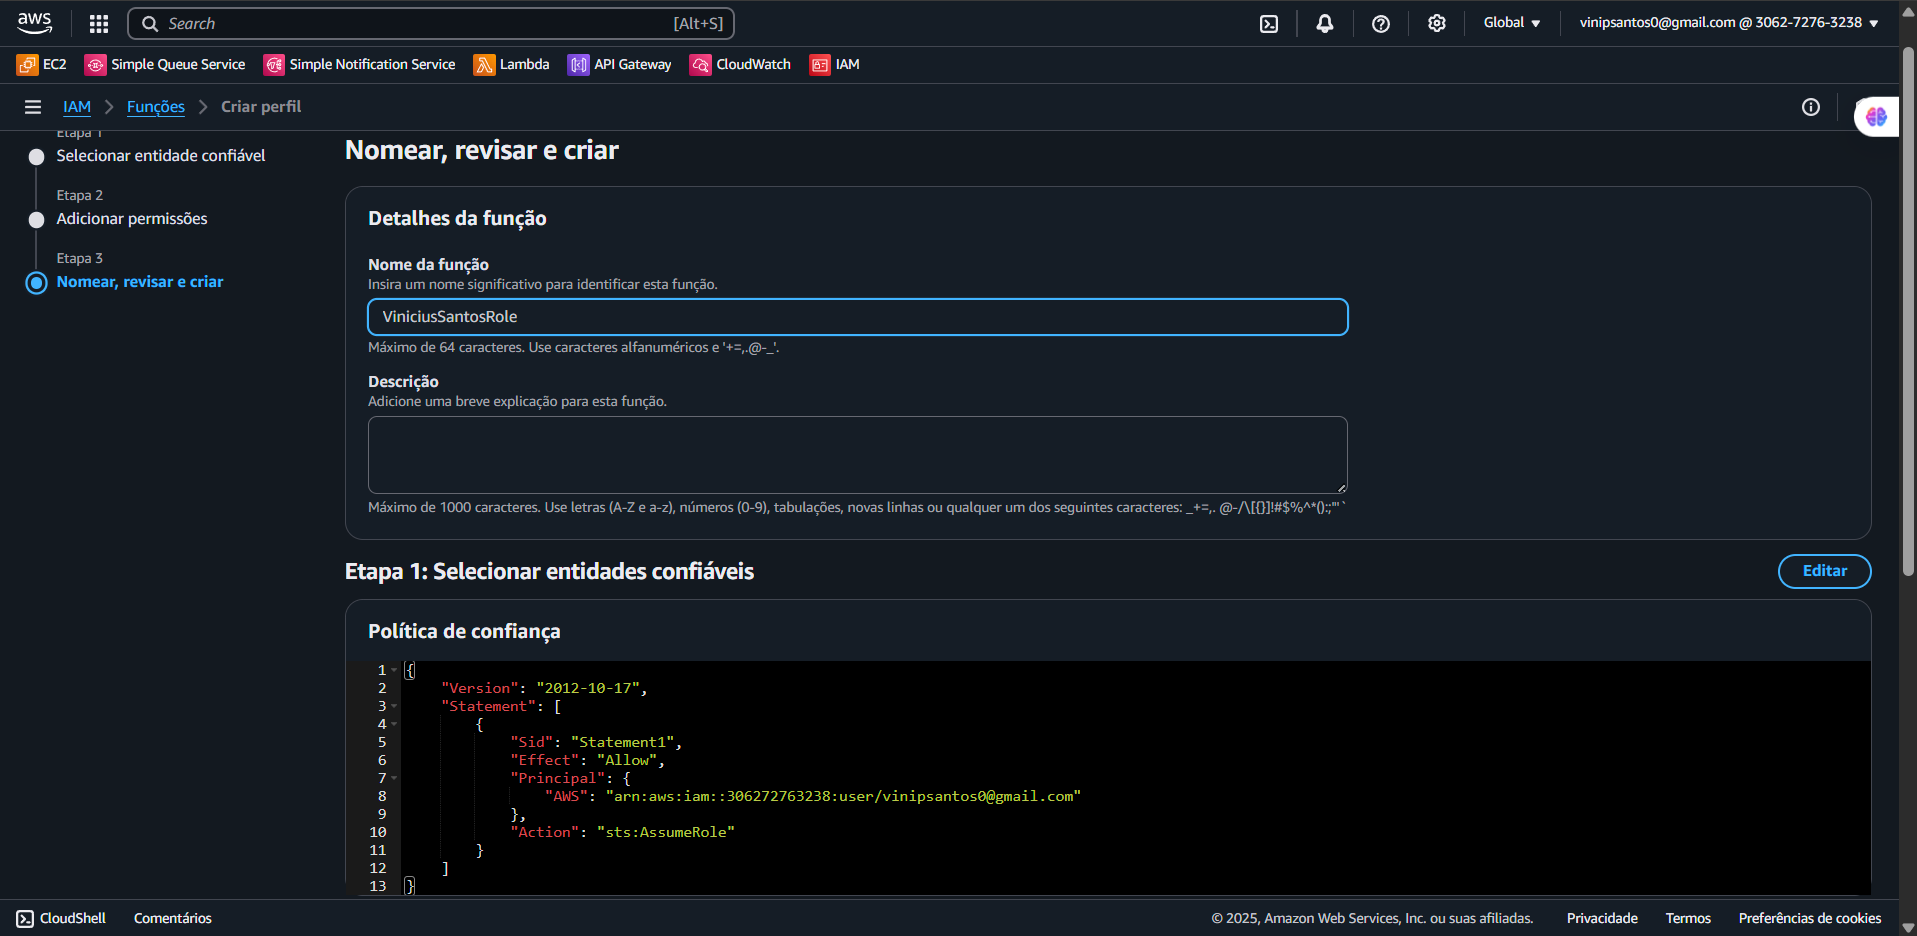 aws
Search [Alt+S]
Global
vinipsantos0@gmail.com @ 3062-7276-3238
EC2 Simple Queue Service Simple Notification Service Lambda API Gateway CloudWatch IAM
IAM Funções Criar perfil
Etapa 1
Selecionar entidade confiável
Etapa 2
Adicionar permissões
Etapa 3
Nomear, revisar e criar
Nomear, revisar e criar
Detalhes da função
Nome da função
Insira um nome significativo para identificar esta função.
ViniciusSantosRole
Máximo de 64 caracteres. Use caracteres alfanuméricos e '+=,.@-_'.
Descrição
Adicione uma breve explicação para esta função.
Máximo de 1000 caracteres. Use letras (A-Z e a-z), números (0-9), tabulações, novas linhas ou qualquer um dos seguintes caracteres: _+=,. @-/\[{}]!#$%^*();:;"'`
Etapa 1: Selecionar entidades confiáveis
Editar
Política de confiança
1 {
2 "Version": "2012-10-17",
3 "Statement": [
4 {
5 "Sid": "Statement1",
6 "Effect": "Allow",
7 "Principal": {
8 "AWS": "arn:aws:iam::306272763238:user/vinipsantos0@gmail.com"
9 },
10 "Action": "sts:AssumeRole"
11 }
12 ]
13 }
CloudShell Comentários
© 2025, Amazon Web Services, Inc. ou suas afiliadas. Privacidade Termos Preferências de cookies